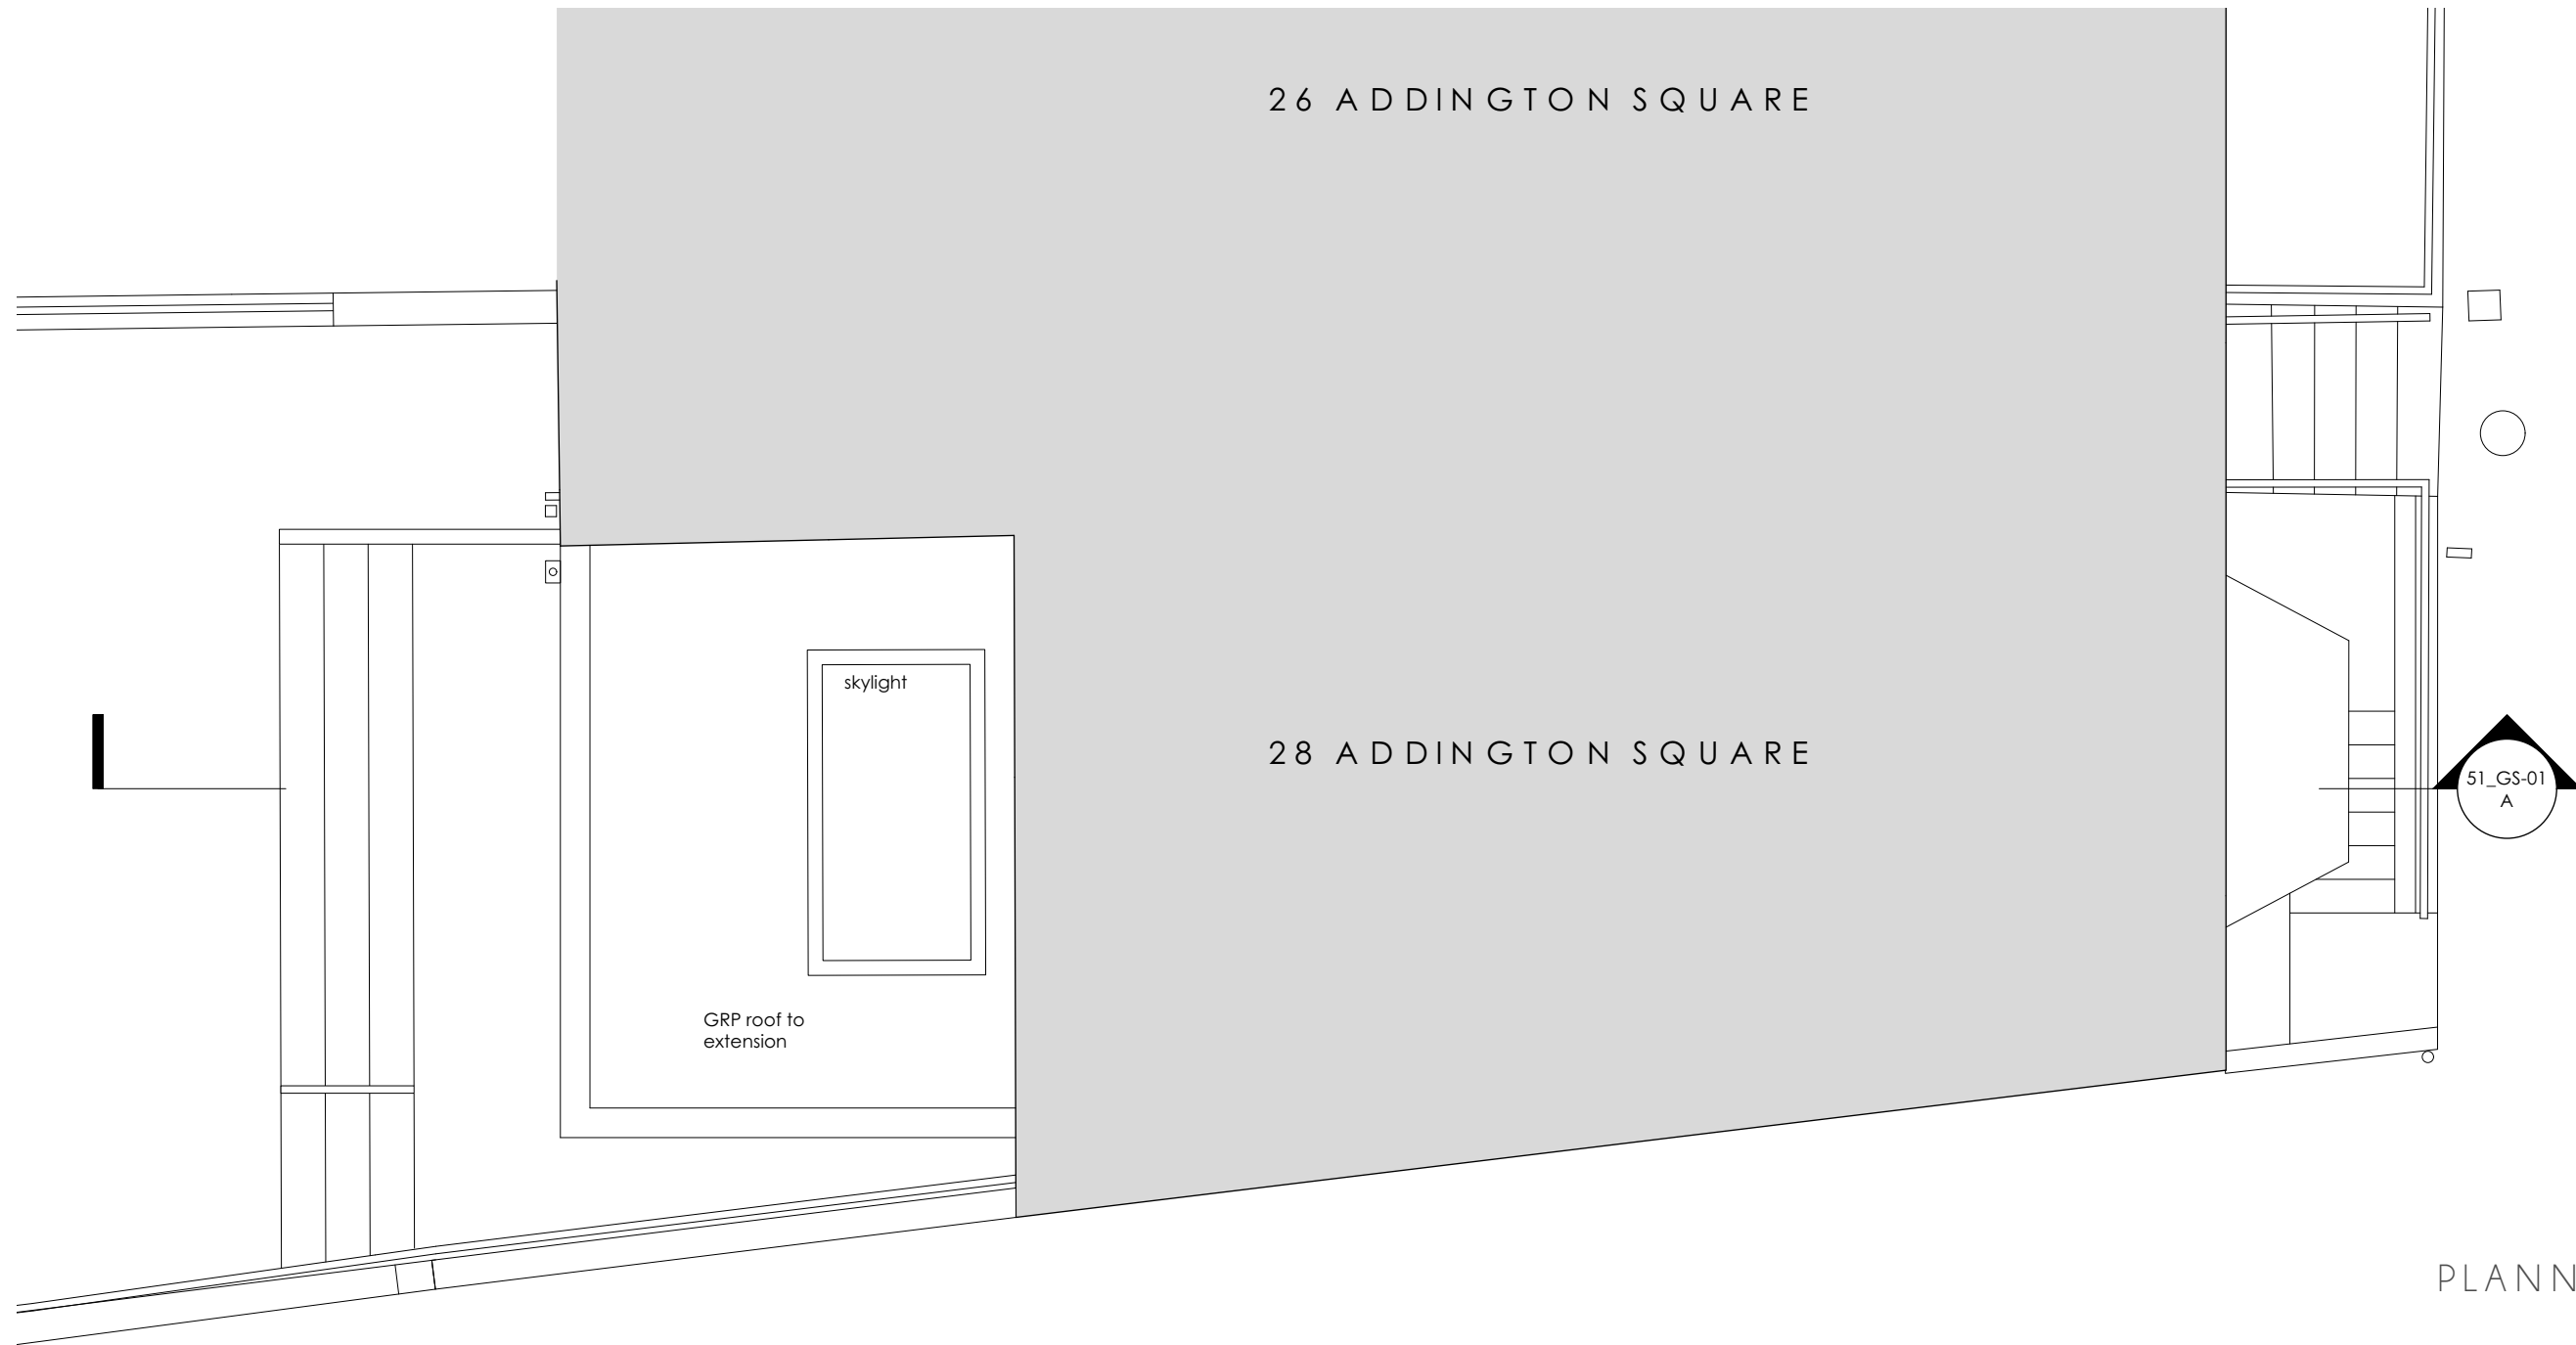 26 ADDINGTON SQUARE
skylight
28 ADDINGTON SQUARE
51_GS-01
A
GRP roof to
extension
PLANN